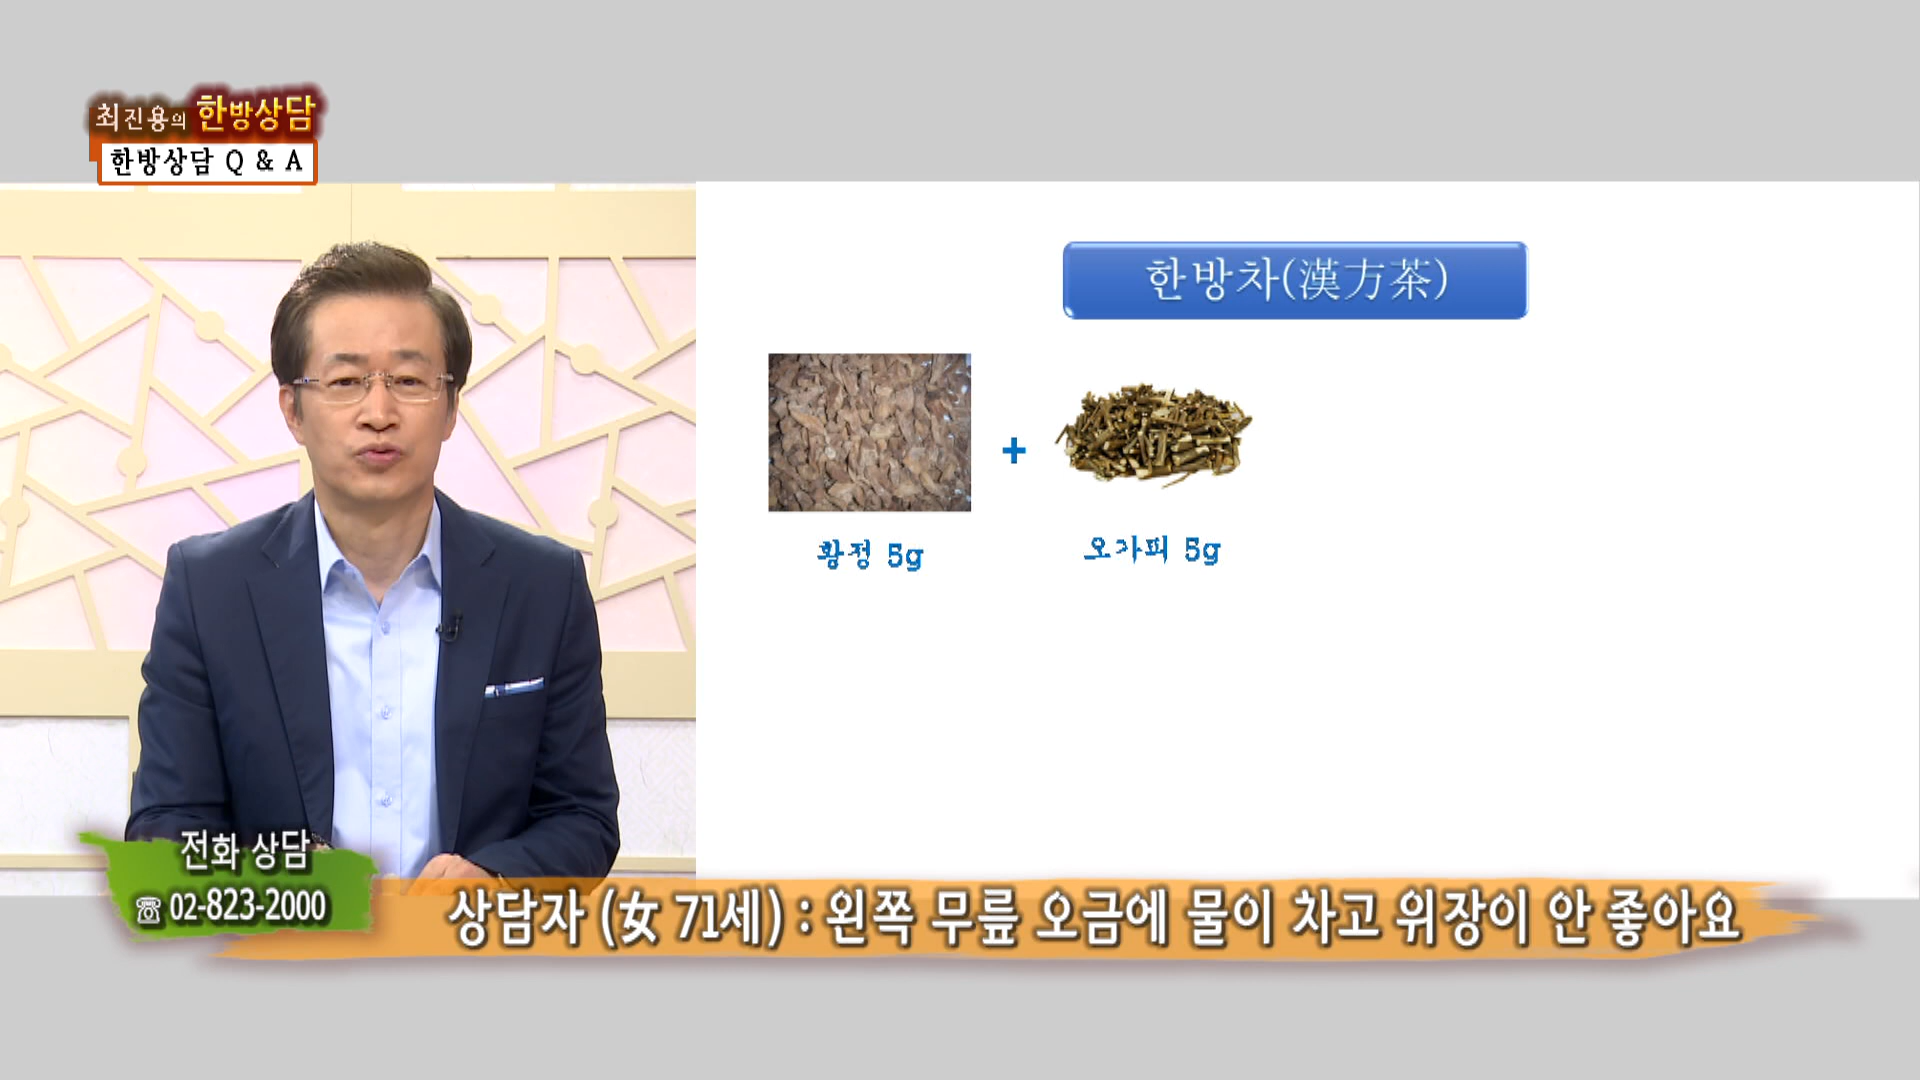 최진용의 한방상담
한방상담 Q & A
한방차(漢方茶)
+
황정 5g
오가피 5g
전화 상담
☏ 02-823-2000
상담자 (女 71세) : 왼쪽 무릎 오금에 물이 차고 위장이 안 좋아요